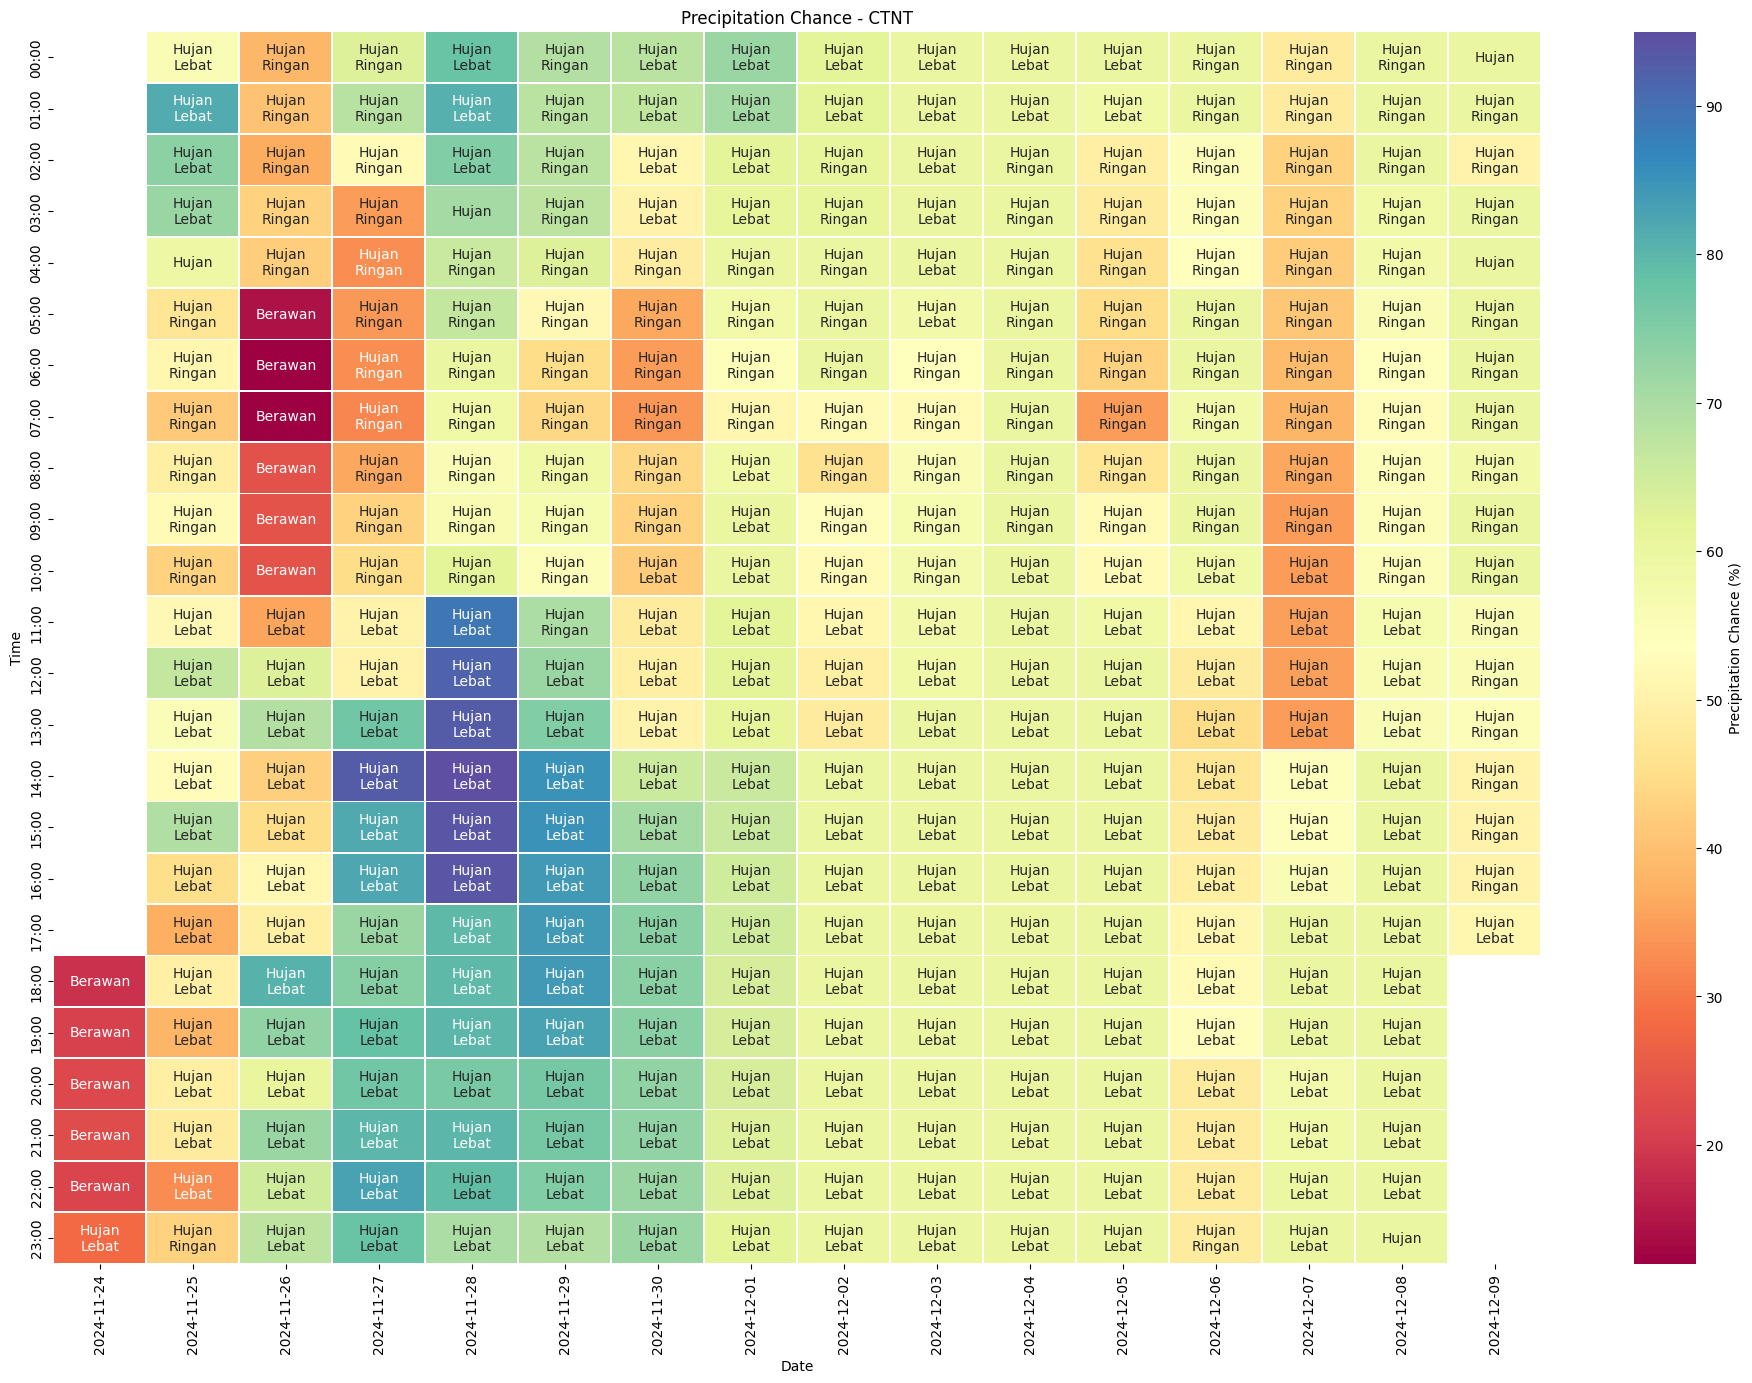 Precipitation Chance - CTNT
Time
00:00 Hujan Lebat Hujan Ringan Hujan Ringan Hujan Lebat Hujan Ringan Hujan Lebat Hujan Lebat Hujan Lebat Hujan Lebat Hujan Lebat Hujan Lebat Hujan Ringan Hujan Ringan Hujan Ringan Hujan
01:00 Hujan Lebat Hujan Ringan Hujan Ringan Hujan Lebat Hujan Ringan Hujan Lebat Hujan Lebat Hujan Lebat Hujan Lebat Hujan Lebat Hujan Lebat Hujan Ringan Hujan Ringan Hujan Ringan Hujan Ringan
02:00 Hujan Lebat Hujan Ringan Hujan Ringan Hujan Lebat Hujan Ringan Hujan Lebat Hujan Lebat Hujan Ringan Hujan Lebat Hujan Ringan Hujan Ringan Hujan Ringan Hujan Ringan Hujan Ringan Hujan Ringan
03:00 Hujan Lebat Hujan Ringan Hujan Ringan Hujan Hujan Ringan Hujan Lebat Hujan Lebat Hujan Ringan Hujan Lebat Hujan Ringan Hujan Ringan Hujan Ringan Hujan Ringan Hujan Ringan Hujan Ringan
04:00 Hujan Hujan Ringan Hujan Ringan Hujan Ringan Hujan Ringan Hujan Ringan Hujan Ringan Hujan Ringan Hujan Lebat Hujan Ringan Hujan Ringan Hujan Ringan Hujan Ringan Hujan Ringan Hujan
05:00 Hujan Ringan Berawan Hujan Ringan Hujan Ringan Hujan Ringan Hujan Ringan Hujan Ringan Hujan Ringan Hujan Lebat Hujan Ringan Hujan Ringan Hujan Ringan Hujan Ringan Hujan Ringan Hujan Ringan
06:00 Hujan Ringan Berawan Hujan Ringan Hujan Ringan Hujan Ringan Hujan Ringan Hujan Ringan Hujan Ringan Hujan Ringan Hujan Ringan Hujan Ringan Hujan Ringan Hujan Ringan Hujan Ringan Hujan Ringan
07:00 Hujan Ringan Berawan Hujan Ringan Hujan Ringan Hujan Ringan Hujan Ringan Hujan Ringan Hujan Ringan Hujan Ringan Hujan Ringan Hujan Ringan Hujan Ringan Hujan Ringan Hujan Ringan Hujan Ringan
08:00 Hujan Ringan Berawan Hujan Ringan Hujan Ringan Hujan Ringan Hujan Ringan Hujan Lebat Hujan Ringan Hujan Ringan Hujan Ringan Hujan Ringan Hujan Ringan Hujan Ringan Hujan Ringan Hujan Ringan
09:00 Hujan Ringan Berawan Hujan Ringan Hujan Ringan Hujan Ringan Hujan Ringan Hujan Lebat Hujan Ringan Hujan Ringan Hujan Ringan Hujan Ringan Hujan Ringan Hujan Ringan Hujan Ringan Hujan Ringan
10:00 Hujan Ringan Berawan Hujan Ringan Hujan Ringan Hujan Ringan Hujan Lebat Hujan Lebat Hujan Ringan Hujan Ringan Hujan Lebat Hujan Lebat Hujan Lebat Hujan Lebat Hujan Ringan Hujan Ringan
11:00 Hujan Lebat Hujan Lebat Hujan Lebat Hujan Lebat Hujan Ringan Hujan Lebat Hujan Lebat Hujan Lebat Hujan Lebat Hujan Lebat Hujan Lebat Hujan Lebat Hujan Lebat Hujan Lebat Hujan Ringan
12:00 Hujan Lebat Hujan Lebat Hujan Lebat Hujan Lebat Hujan Lebat Hujan Lebat Hujan Lebat Hujan Lebat Hujan Lebat Hujan Lebat Hujan Lebat Hujan Lebat Hujan Lebat Hujan Lebat Hujan Ringan
13:00 Hujan Lebat Hujan Lebat Hujan Lebat Hujan Lebat Hujan Lebat Hujan Lebat Hujan Lebat Hujan Lebat Hujan Lebat Hujan Lebat Hujan Lebat Hujan Lebat Hujan Lebat Hujan Lebat Hujan Ringan
14:00 Hujan Lebat Hujan Lebat Hujan Lebat Hujan Lebat Hujan Lebat Hujan Lebat Hujan Lebat Hujan Lebat Hujan Lebat Hujan Lebat Hujan Lebat Hujan Lebat Hujan Lebat Hujan Lebat Hujan Ringan
15:00 Hujan Lebat Hujan Lebat Hujan Lebat Hujan Lebat Hujan Lebat Hujan Lebat Hujan Lebat Hujan Lebat Hujan Lebat Hujan Lebat Hujan Lebat Hujan Lebat Hujan Lebat Hujan Lebat Hujan Ringan
16:00 Hujan Lebat Hujan Lebat Hujan Lebat Hujan Lebat Hujan Lebat Hujan Lebat Hujan Lebat Hujan Lebat Hujan Lebat Hujan Lebat Hujan Lebat Hujan Lebat Hujan Lebat Hujan Lebat Hujan Ringan
17:00 Hujan Lebat Hujan Lebat Hujan Lebat Hujan Lebat Hujan Lebat Hujan Lebat Hujan Lebat Hujan Lebat Hujan Lebat Hujan Lebat Hujan Lebat Hujan Lebat Hujan Lebat Hujan Lebat Hujan Lebat
18:00 Berawan Hujan Lebat Hujan Lebat Hujan Lebat Hujan Lebat Hujan Lebat Hujan Lebat Hujan Lebat Hujan Lebat Hujan Lebat Hujan Lebat Hujan Lebat Hujan Lebat Hujan Lebat Hujan Lebat
19:00 Berawan Hujan Lebat Hujan Lebat Hujan Lebat Hujan Lebat Hujan Lebat Hujan Lebat Hujan Lebat Hujan Lebat Hujan Lebat Hujan Lebat Hujan Lebat Hujan Lebat Hujan Lebat Hujan Lebat
20:00 Berawan Hujan Lebat Hujan Lebat Hujan Lebat Hujan Lebat Hujan Lebat Hujan Lebat Hujan Lebat Hujan Lebat Hujan Lebat Hujan Lebat Hujan Lebat Hujan Lebat Hujan Lebat Hujan Lebat
21:00 Berawan Hujan Lebat Hujan Lebat Hujan Lebat Hujan Lebat Hujan Lebat Hujan Lebat Hujan Lebat Hujan Lebat Hujan Lebat Hujan Lebat Hujan Lebat Hujan Lebat Hujan Lebat Hujan Lebat
22:00 Berawan Hujan Lebat Hujan Lebat Hujan Lebat Hujan Lebat Hujan Lebat Hujan Lebat Hujan Lebat Hujan Lebat Hujan Lebat Hujan Lebat Hujan Lebat Hujan Lebat Hujan Lebat Hujan Lebat
23:00 Hujan Lebat Hujan Ringan Hujan Lebat Hujan Lebat Hujan Lebat Hujan Lebat Hujan Lebat Hujan Lebat Hujan Lebat Hujan Lebat Hujan Lebat Hujan Lebat Hujan Ringan Hujan Lebat Hujan
2024-11-24 2024-11-25 2024-11-26 2024-11-27 2024-11-28 2024-11-29 2024-11-30 2024-12-01 2024-12-02 2024-12-03 2024-12-04 2024-12-05 2024-12-06 2024-12-07 2024-12-08 2024-12-09
Date
90
80
70
60
50
40
30
20
Precipitation Chance (%)